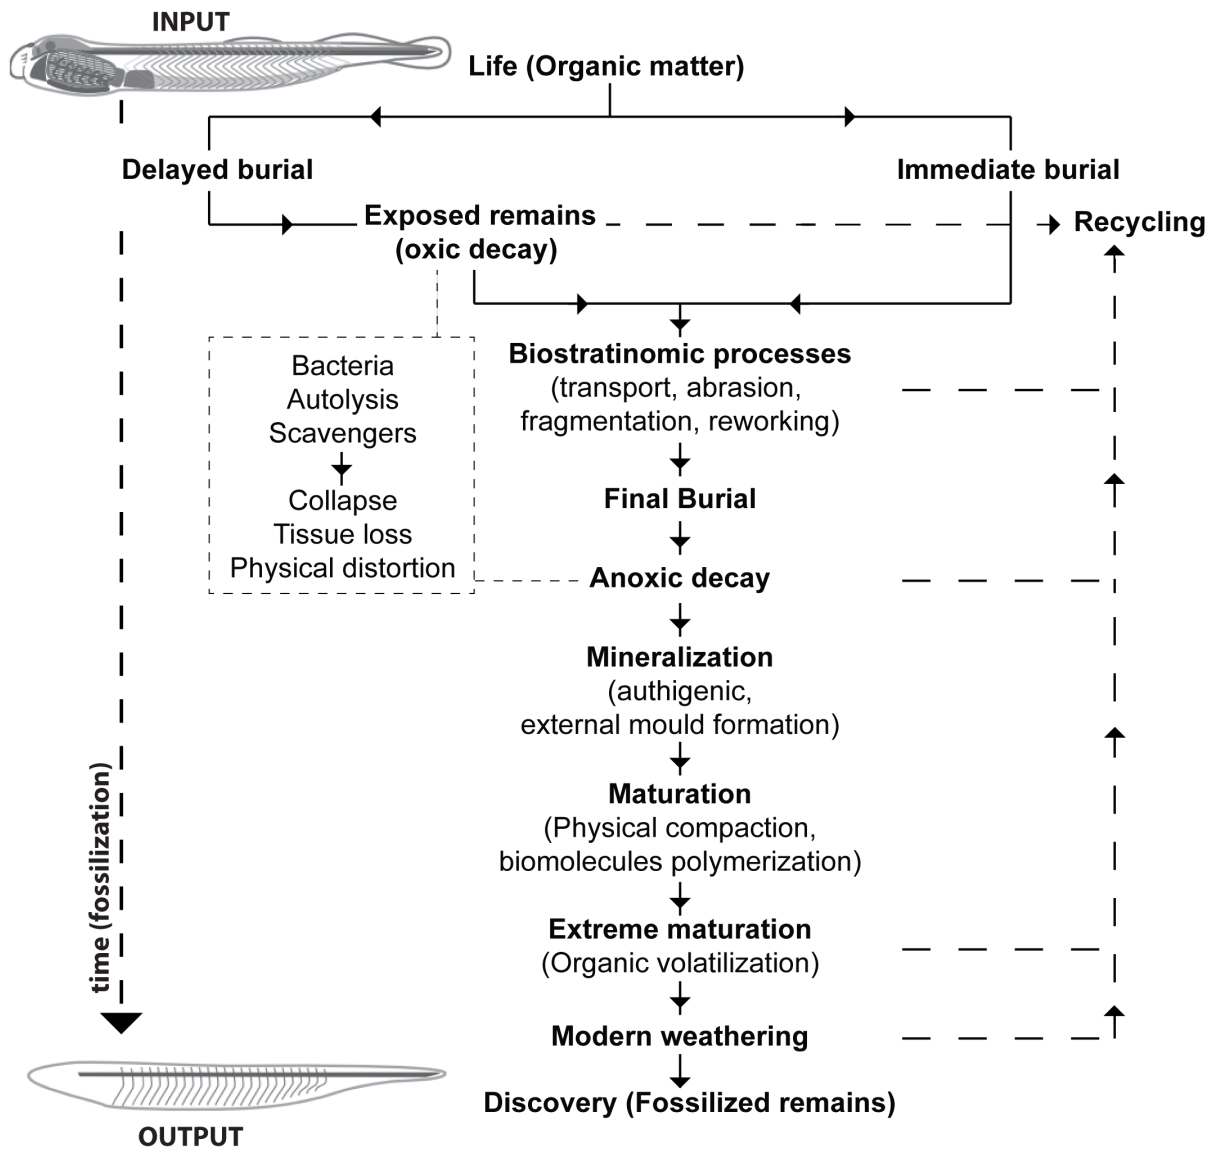 INPUT
Life (Organic matter)
Delayed burial
Immediate burial
Exposed remains
(oxic decay)
Recycling
Bacteria
Autolysis
Scavengers
Collapse
Tissue loss
Physical distortion
Biostratinomic processes
(transport, abrasion,
fragmentation, reworking)
Final Burial
Anoxic decay
Mineralization
(authigenic,
external mould formation)
Maturation
(Physical compaction,
biomolecules polymerization)
Extreme maturation
(Organic volatilization)
Modern weathering
Discovery (Fossilized remains)
time (fossilization)
OUTPUT